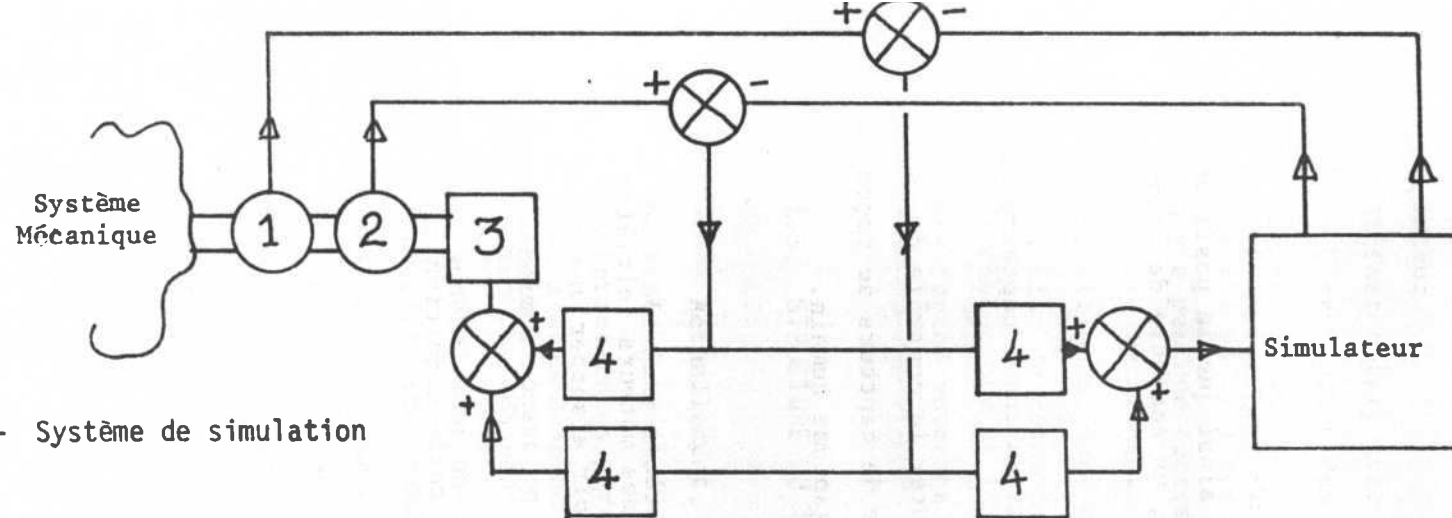 + -
+ -
Système
Mécanique
1 2 3
+ 4 4 +
Simulateur
+ +
- Système de simulation
4 4